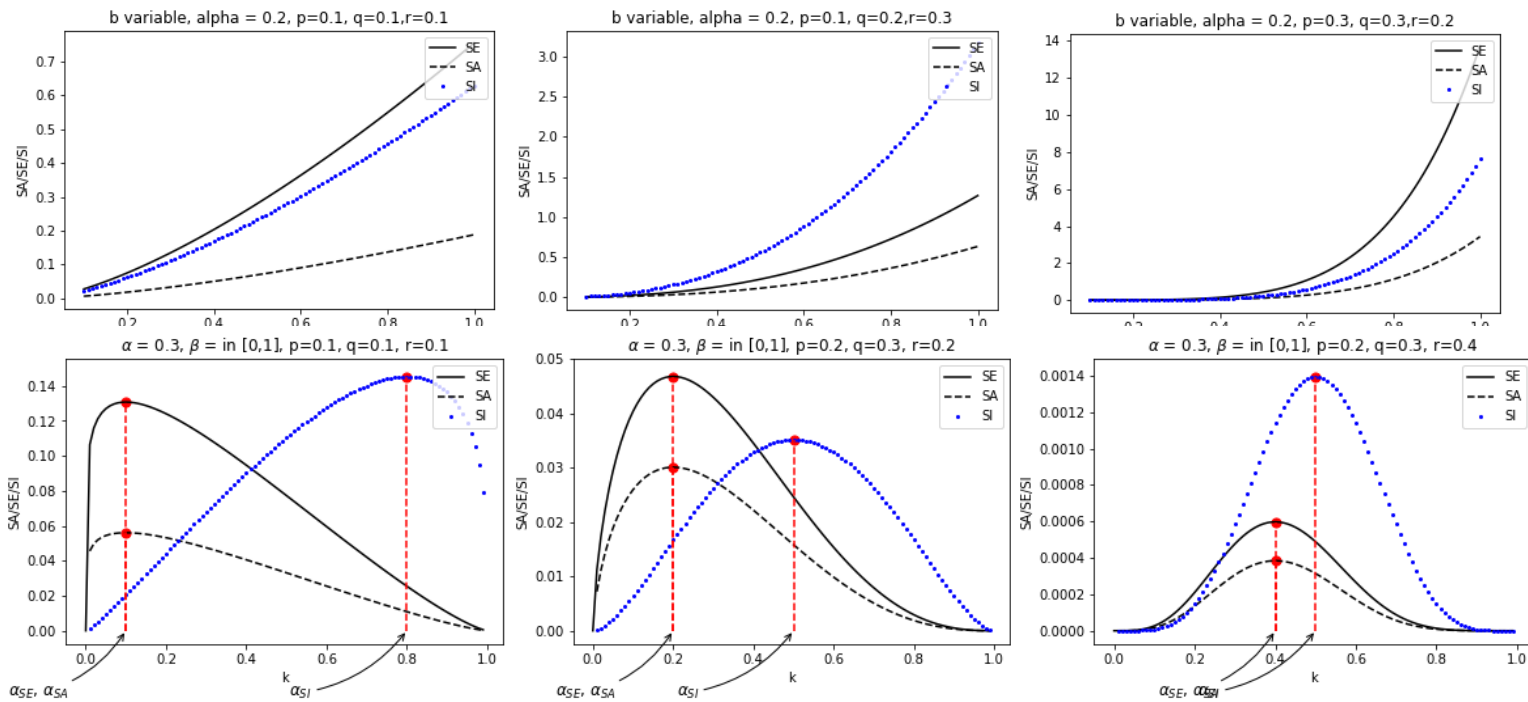 b variable, alpha = 0.2, p=0.1, q=0.1,r=0.1
SE
SA
SI
SA/SE/SI
0.7
0.6
0.5
0.4
0.3
0.2
0.1
0.0
0.2
0.4
0.6
0.8
1.0
b variable, alpha = 0.2, p=0.1, q=0.2,r=0.3
SE
SA
SI
SA/SE/SI
3.0
2.5
2.0
1.5
1.0
0.5
0.0
0.2
0.4
0.6
0.8
1.0
b variable, alpha = 0.2, p=0.3, q=0.3,r=0.2
SE
SA
SI
SA/SE/SI
14
12
10
8
6
4
2
0
0.2
0.4
0.6
0.8
1.0
α = 0.3, β = in [0,1], p=0.1, q=0.1, r=0.1
SE
SA
SI
SA/SE/SI
0.14
0.12
0.10
0.08
0.06
0.04
0.02
0.00
0.0
0.2
0.4
0.6
0.8
1.0
k
α_SE, α_SA
α_SI
α = 0.3, β = in [0,1], p=0.2, q=0.3, r=0.2
SE
SA
SI
SA/SE/SI
0.05
0.04
0.03
0.02
0.01
0.00
0.0
0.2
0.4
0.6
0.8
1.0
k
α_SE, α_SA
α_SI
α = 0.3, β = in [0,1], p=0.2, q=0.3, r=0.4
SE
SA
SI
SA/SE/SI
0.0014
0.0012
0.0010
0.0008
0.0006
0.0004
0.0002
0.0000
0.0
0.2
0.4
0.6
0.8
1.0
k
α_SE,